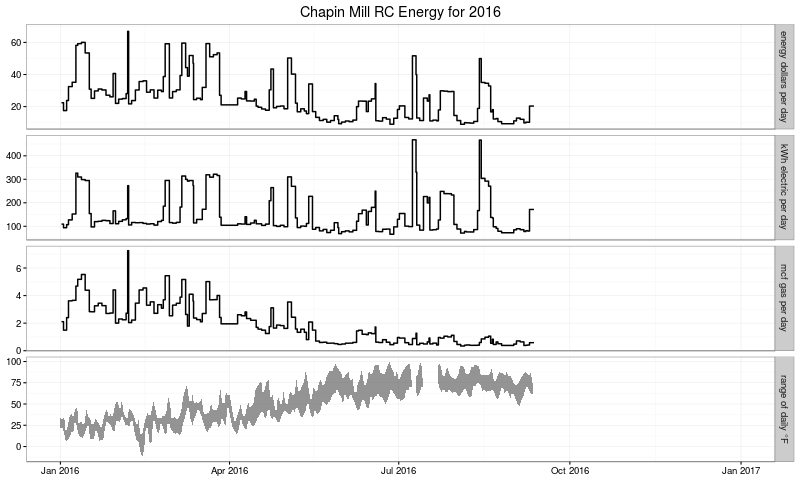 Chapin Mill RC Energy for 2016
60
40
20
energy dollars per day
400
300
200
100
kWh electric per day
6
4
2
0
mcf gas per day
100
75
50
25
0
range of daily °F
Jan 2016 Apr 2016 Jul 2016 Oct 2016 Jan 2017